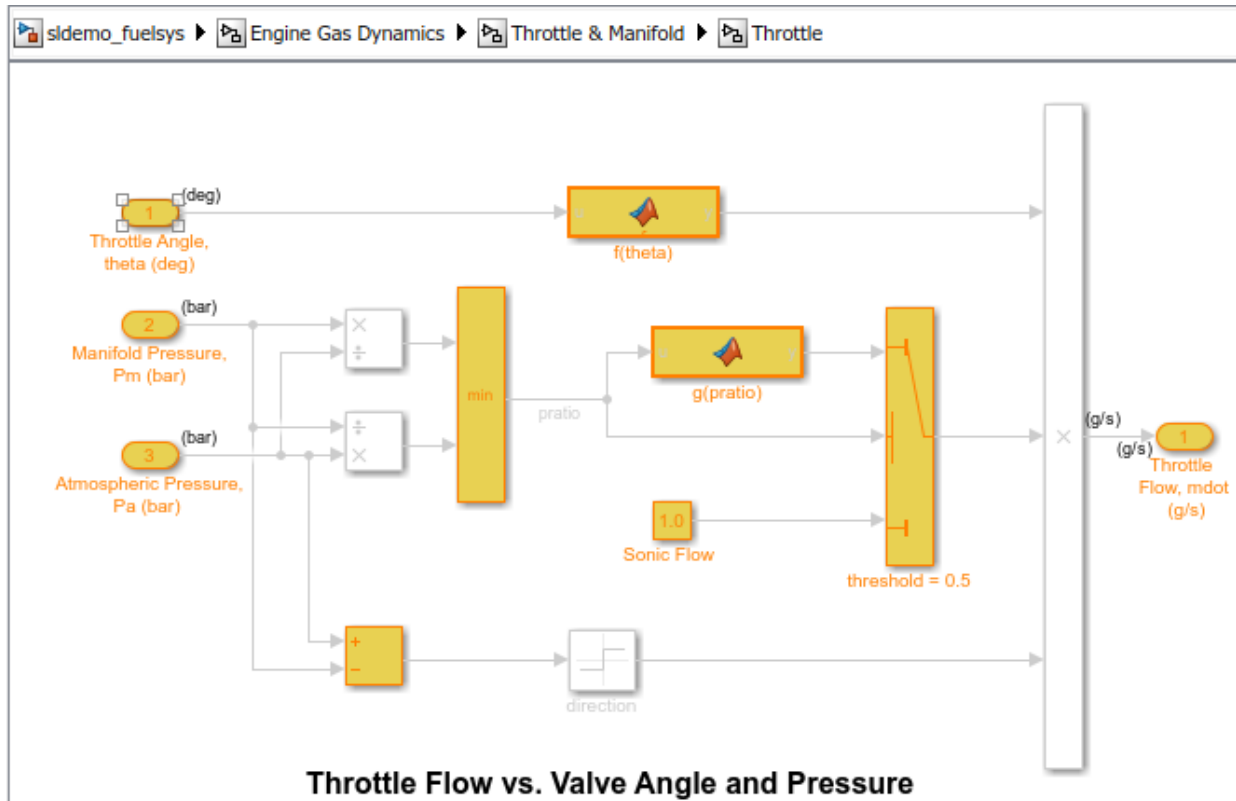 sldemo_fuelsys Engine Gas Dynamics Throttle & Manifold Throttle
(deg)
1
Throttle Angle,
theta (deg)
f(theta)
(bar)
2
Manifold Pressure,
Pm (bar)
×
÷
min
pratio
g(pratio)
(bar)
3
Atmospheric Pressure,
Pa (bar)
÷
×
1.0
Sonic Flow
threshold = 0.5
+
−
direction
×
(g/s)
(g/s)
1
Throttle
Flow, mdot
(g/s)
Throttle Flow vs. Valve Angle and Pressure